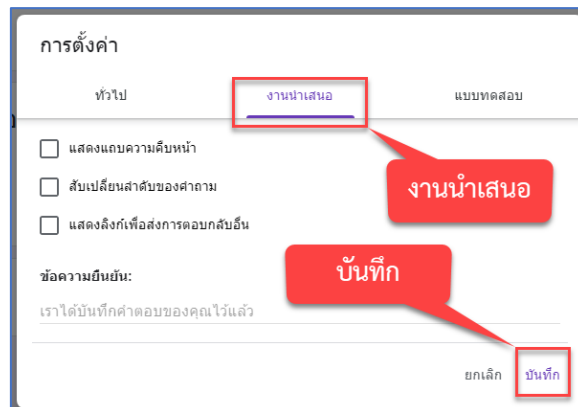 การตั้งค่า
ทั่วไป งานนำเสนอ แบบทดสอบ
แสดงแถบความคืบหน้า
สับเปลี่ยนลำดับของคำถาม
งานนำเสนอ
แสดงลิงก์เพื่อส่งการตอบกลับอื่น
บันทึก
ข้อความยืนยัน:
เราได้บันทึกคำตอบของคุณไว้แล้ว
ยกเลิก บันทึก